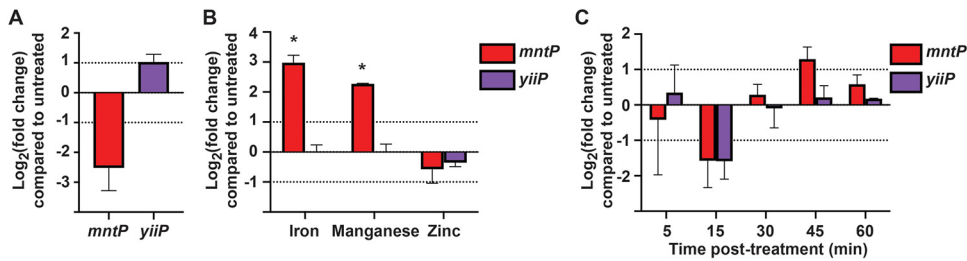 A
Log2(fold change)
compared to untreated
2
1
0
-1
-2
-3
mntP yiiP
B
Log2(fold change)
compared to untreated
4
3
2
1
0
-1
-2
*
*
Iron Manganese Zinc
mntP
yiiP
C
Log2(fold change)
compared to untreated
2
1
0
-1
-2
5 15 30 45 60
Time post-treatment (min)
mntP
yiiP